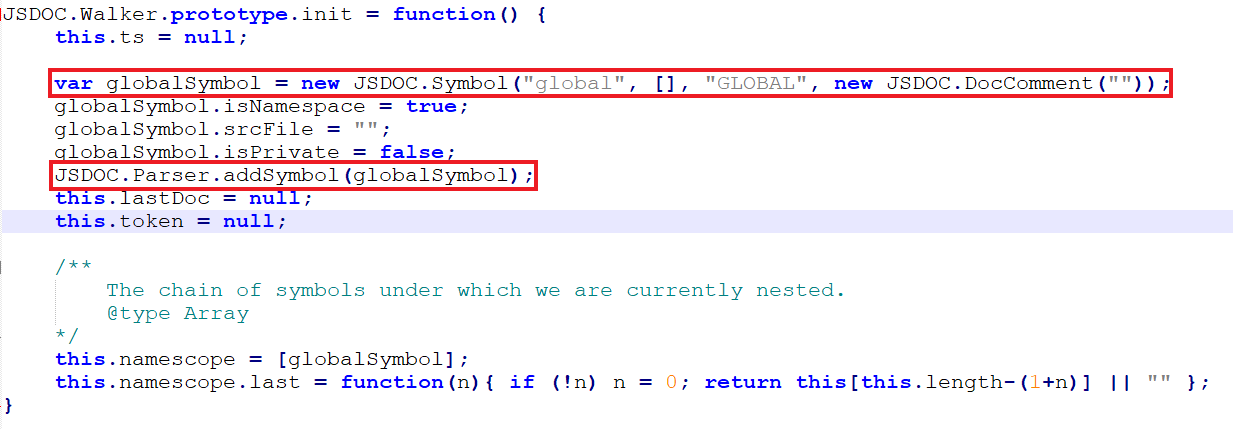 JSDOC.Walker.prototype.init = function() {
    this.ts = null;

    var globalSymbol = new JSDOC.Symbol("global", [], "GLOBAL", new JSDOC.DocComment(""));
    globalSymbol.isNamespace = true;
    globalSymbol.srcFile = "";
    globalSymbol.isPrivate = false;
    JSDOC.Parser.addSymbol(globalSymbol);
    this.lastDoc = null;
    this.token = null;

    /**
        The chain of symbols under which we are currently nested.
        @type Array
    */
    this.namescope = [globalSymbol];
    this.namescope.last = function(n){ if (!n) n = 0; return this[this.length-(1+n)] || "" };
}